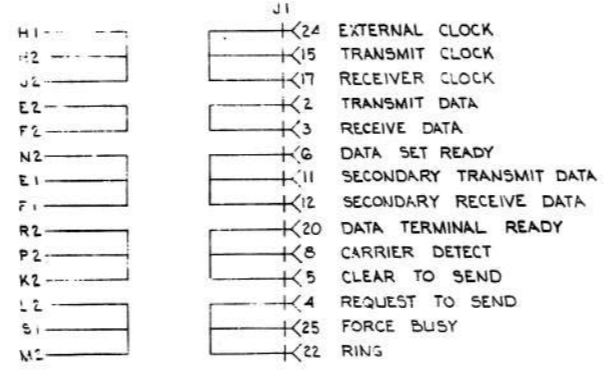 J1
H1 24 EXTERNAL CLOCK
H2 15 TRANSMIT CLOCK
J2 17 RECEIVER CLOCK
E2 2 TRANSMIT DATA
F2 3 RECEIVE DATA
N2 6 DATA SET READY
E1 11 SECONDARY TRANSMIT DATA
F1 12 SECONDARY RECEIVE DATA
R2 20 DATA TERMINAL READY
P2 8 CARRIER DETECT
K2 5 CLEAR TO SEND
L2 4 REQUEST TO SEND
S1 25 FORCE BUSY
M2 22 RING